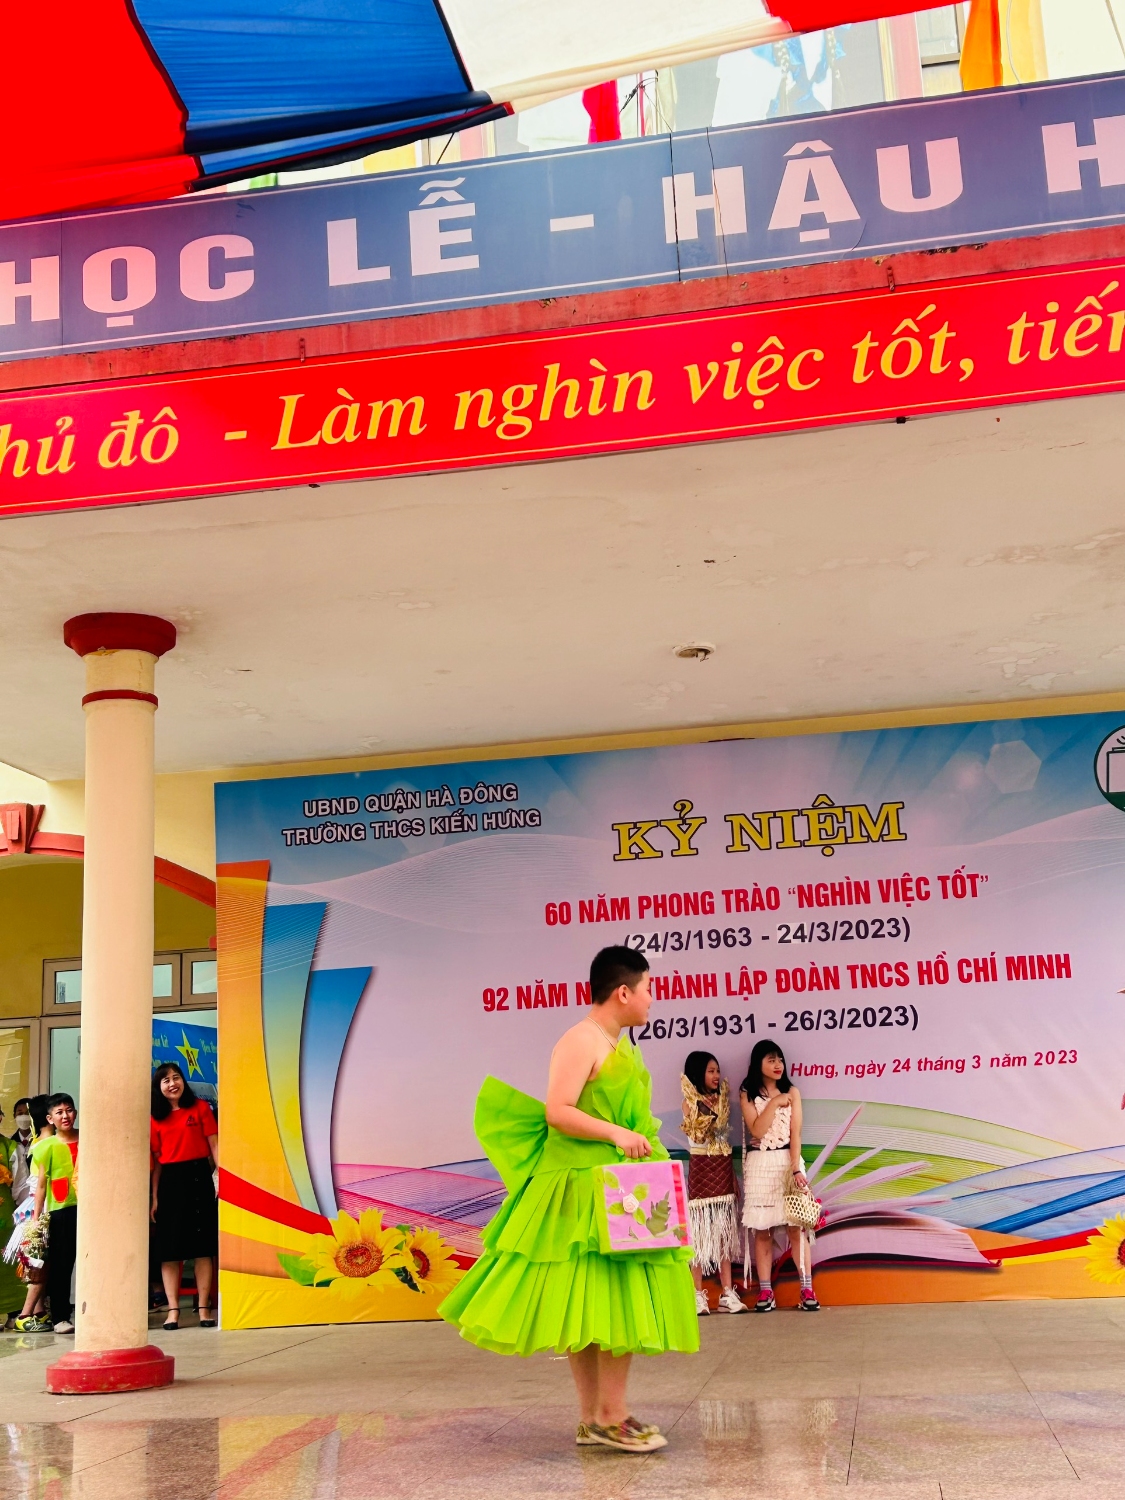 HỌC LỄ - HẬU H
hủ đô - Làm nghìn việc tốt, tiến
UBND QUẬN HÀ ĐÔNG
TRƯỜNG THCS KIẾN HƯNG
KỶ NIỆM
60 NĂM PHONG TRÀO “NGHÌN VIỆC TỐT”
(24/3/1963 - 24/3/2023)
92 NĂM N THÀNH LẬP ĐOÀN TNCS HỒ CHÍ MINH
(26/3/1931 - 26/3/2023)
Hưng, ngày 24 tháng 3 năm 2023